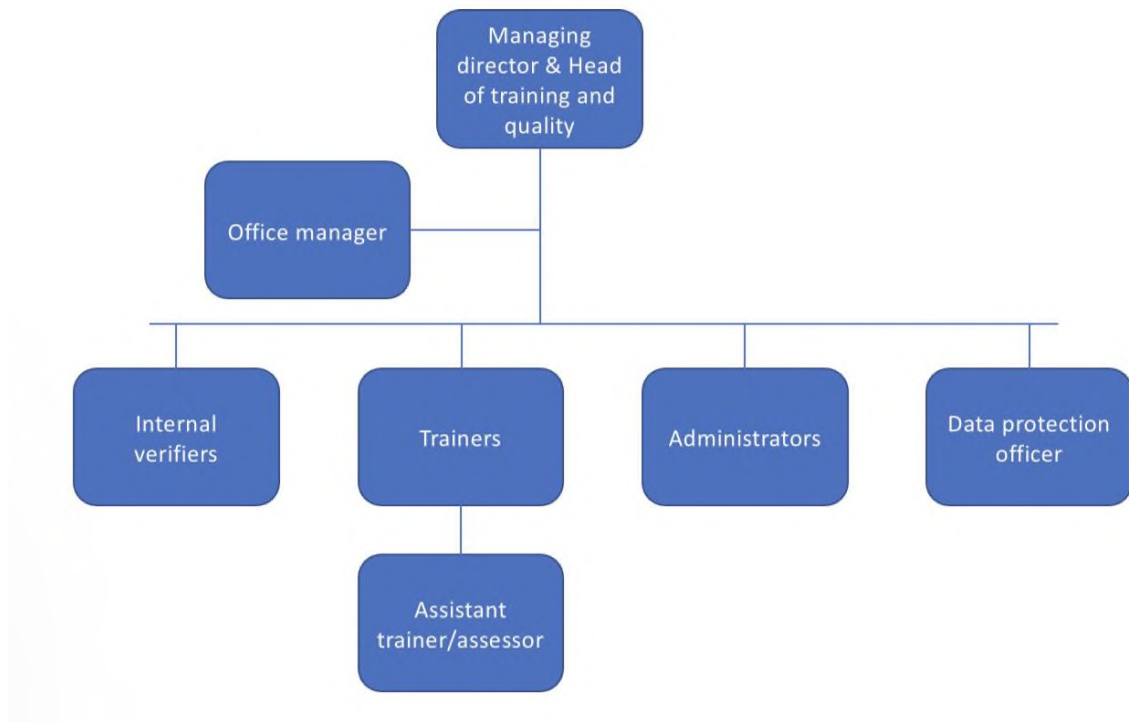 Managing
director & Head
of training and
quality
Office manager
Internal
verifiers
Trainers
Administrators
Data protection
officer
Assistant
trainer/assessor